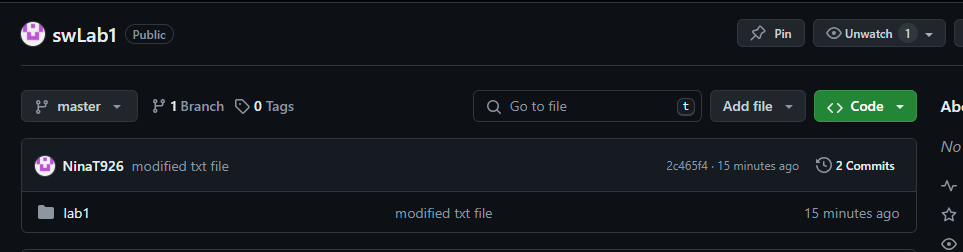 swLab1 Public Pin Unwatch 1
master 1 Branch 0 Tags Go to file t Add file Code
NinaT926 modified txt file 2c465f4 · 15 minutes ago 2 Commits
lab1 modified txt file 15 minutes ago
No